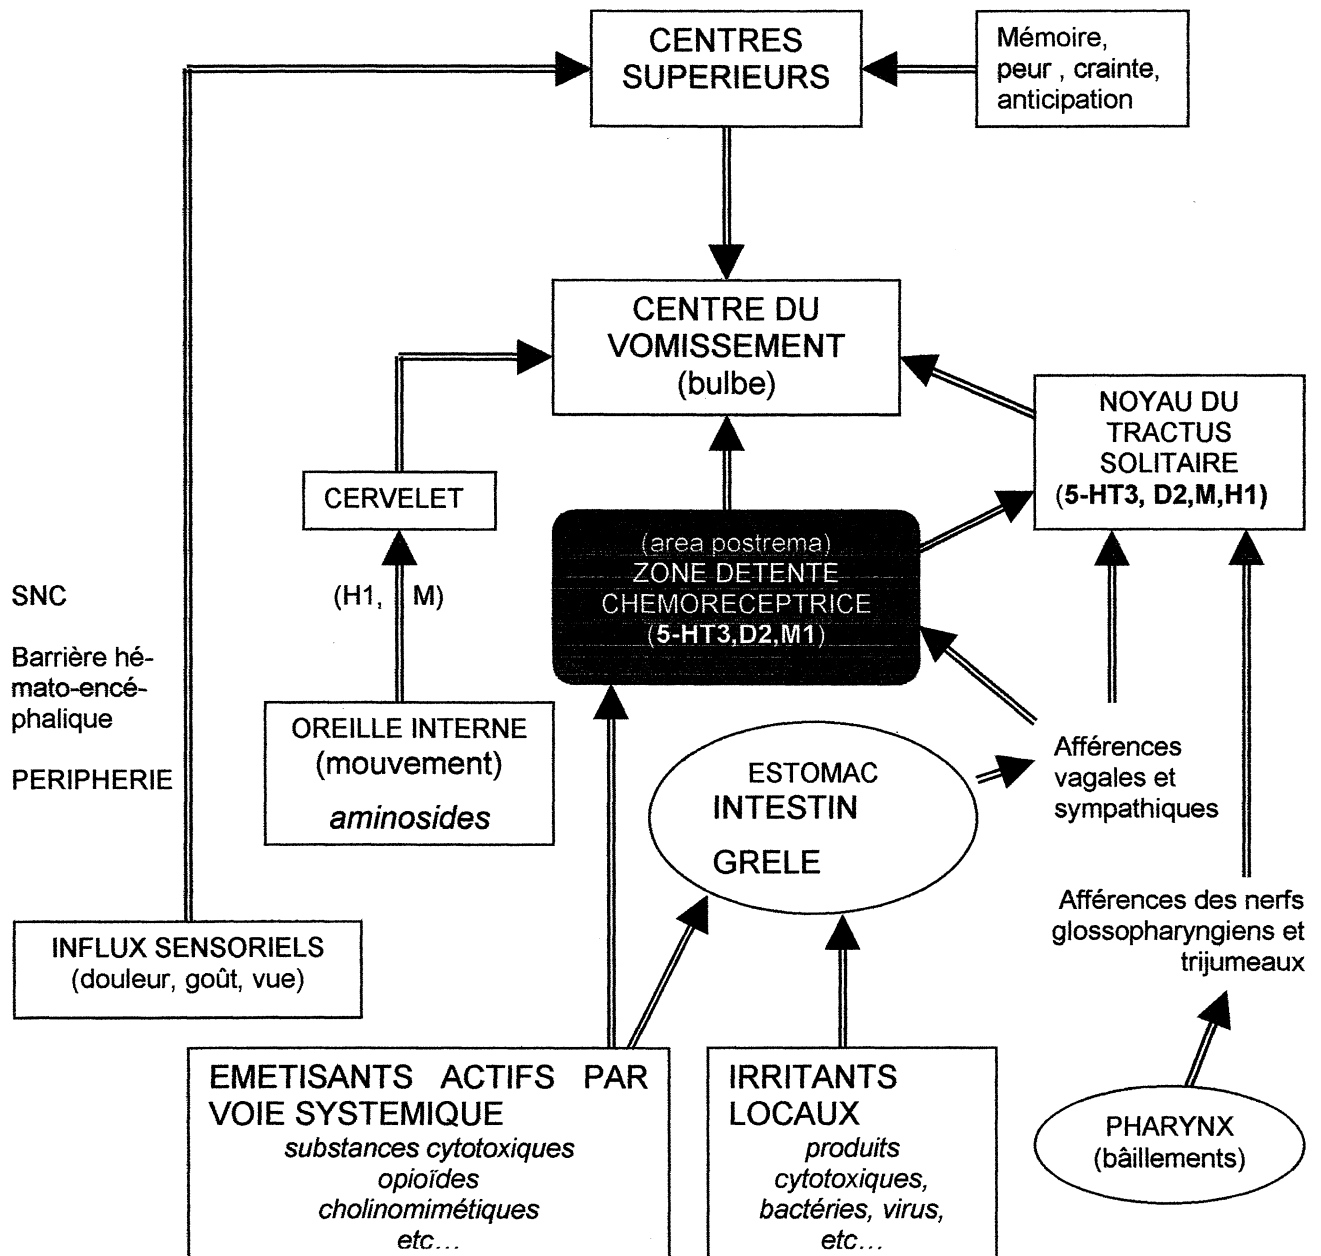 CENTRES
SUPERIEURS
Mémoire,
peur , crainte,
anticipation
CENTRE DU
VOMISSEMENT
(bulbe)
NOYAU DU
TRACTUS
SOLITAIRE
(5-HT3, D2,M,H1)
CERVELET
(area postrema)
ZONE DETENTE
CHEMORECEPTRICE
(5-HT3,D2,M1)
SNC
(H1, M)
Barrière hé-
mato-encé-
phalique
PERIPHERIE
OREILLE INTERNE
(mouvement)
aminosides
ESTOMAC
INTESTIN
GRELE
Afférences
vagales et
sympathiques
Afférences des nerfs
glossopharyngiens et
trijumeaux
INFLUX SENSORIELS
(douleur, goût, vue)
EMETISANTS ACTIFS PAR
VOIE SYSTEMIQUE
substances cytotoxiques
opioïdes
cholinomimétiques
etc...
IRRITANTS
LOCAUX
produits
cytotoxiques,
bactéries, virus,
etc...
PHARYNX
(bâillements)